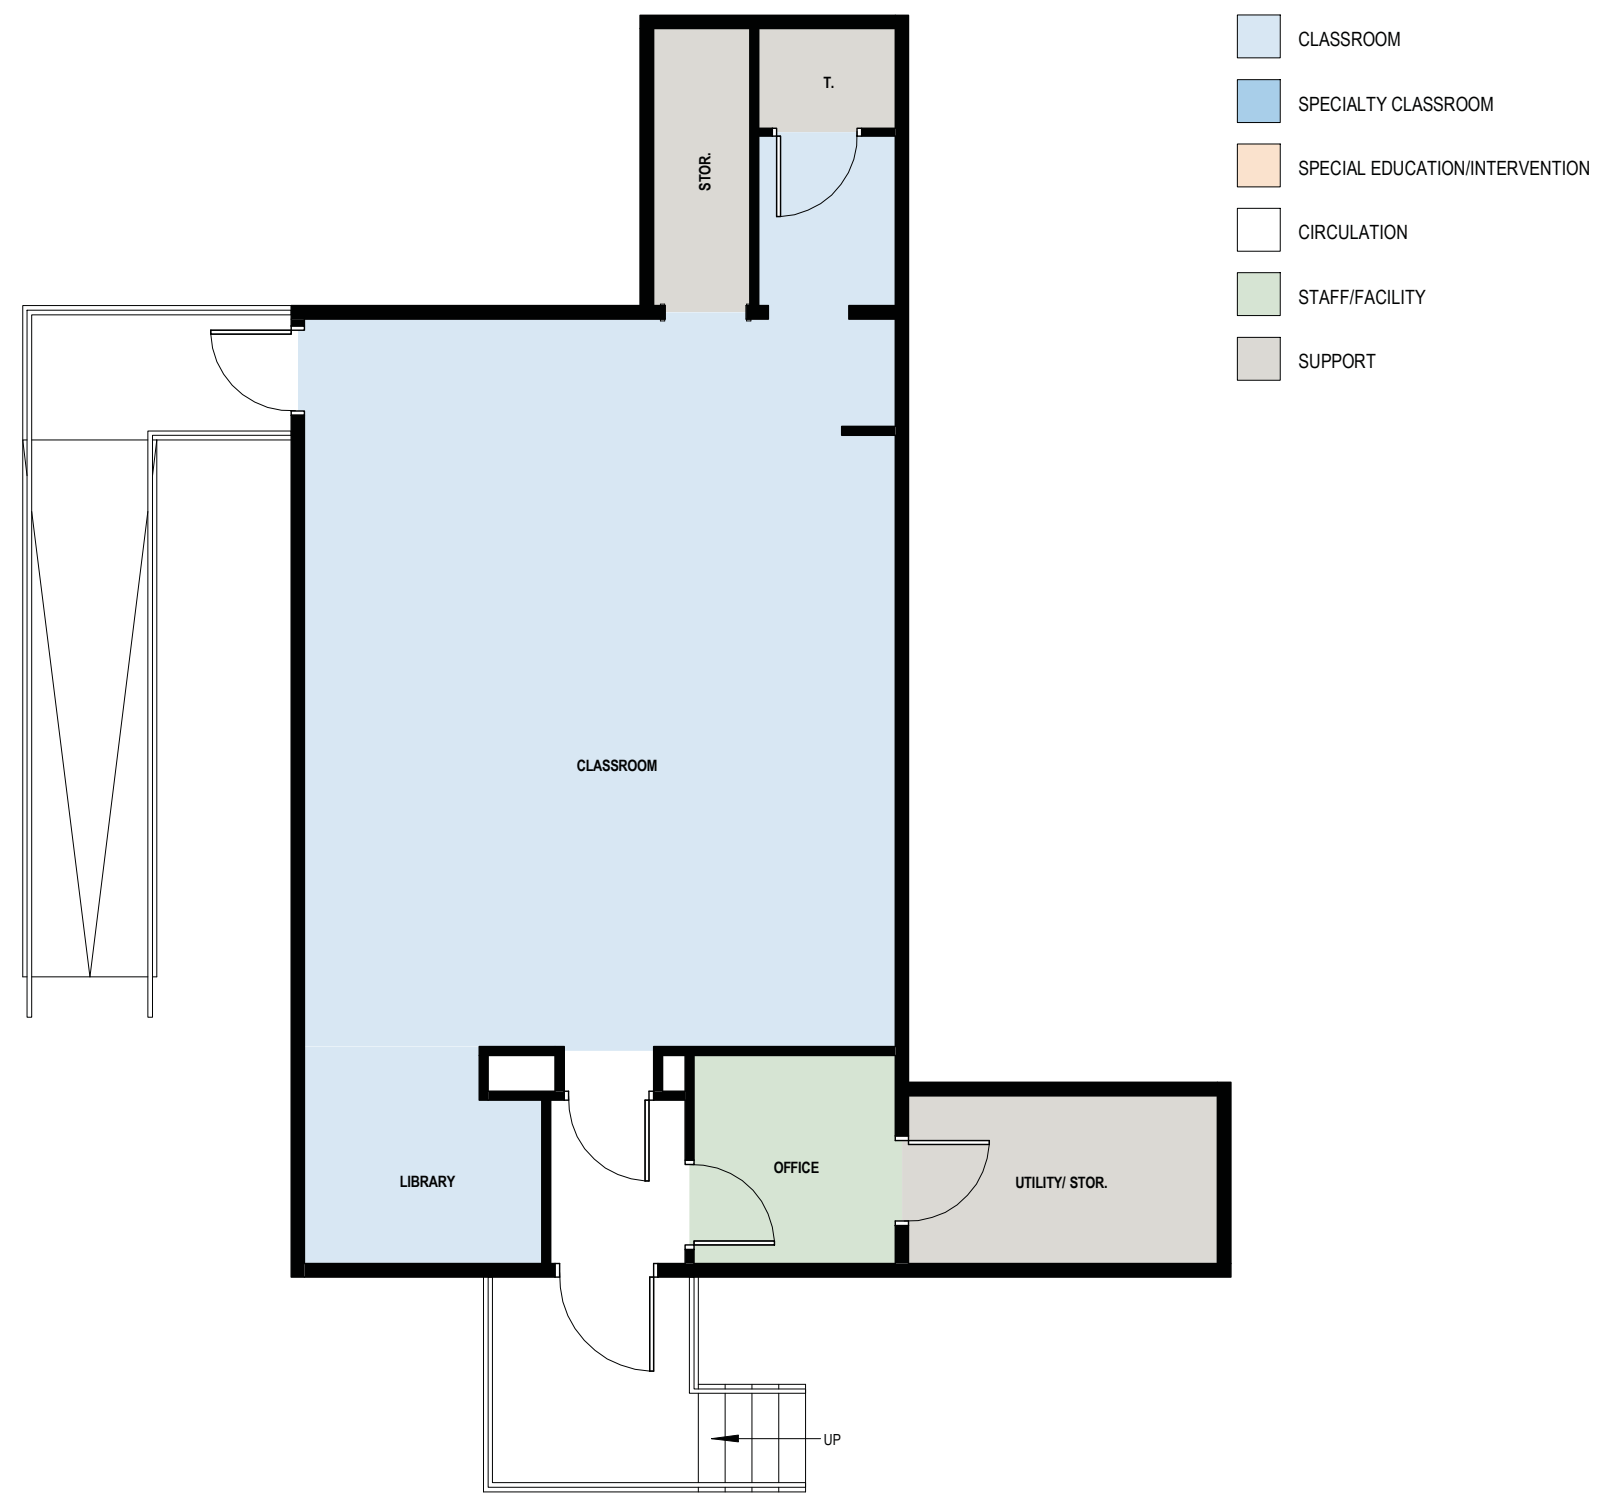 CLASSROOM
SPECIALTY CLASSROOM
SPECIAL EDUCATION/INTERVENTION
CIRCULATION
STAFF/FACILITY
SUPPORT
T.
STOR.
CLASSROOM
LIBRARY
OFFICE
UTILITY/ STOR.
UP